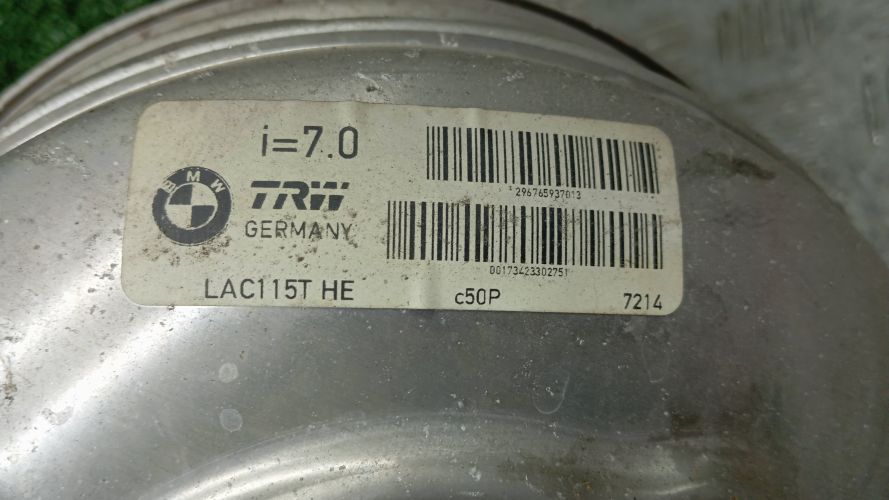 i=7.0
296765937013
BMW
TRW
GERMANY
00173423302751
LAC115T HE
c50P
7214